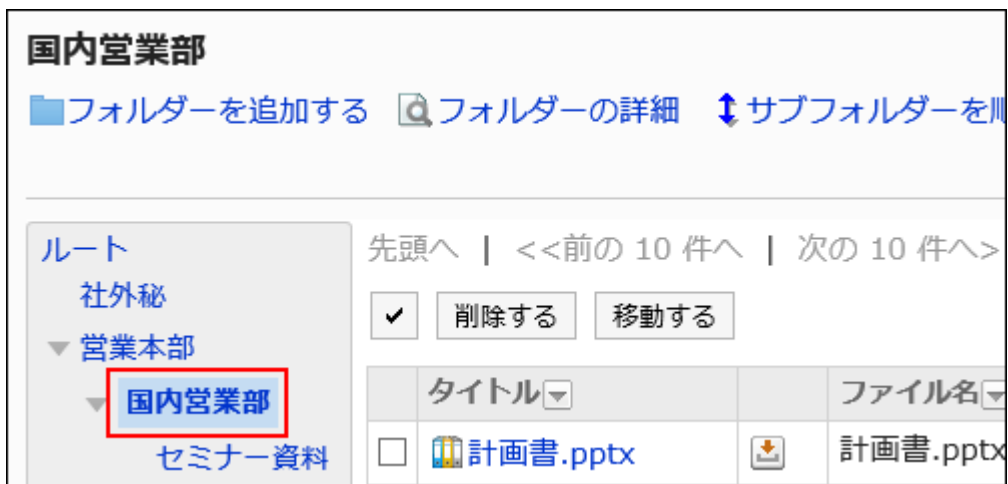 国内営業部
フォルダーを追加する フォルダーの詳細 サブフォルダーを
ルート
社外秘
営業本部
国内営業部
セミナー資料
先頭へ | <<前の 10 件へ | 次の 10 件へ>
削除する 移動する
タイトル ファイル名
計画書.pptx 計画書.pptx